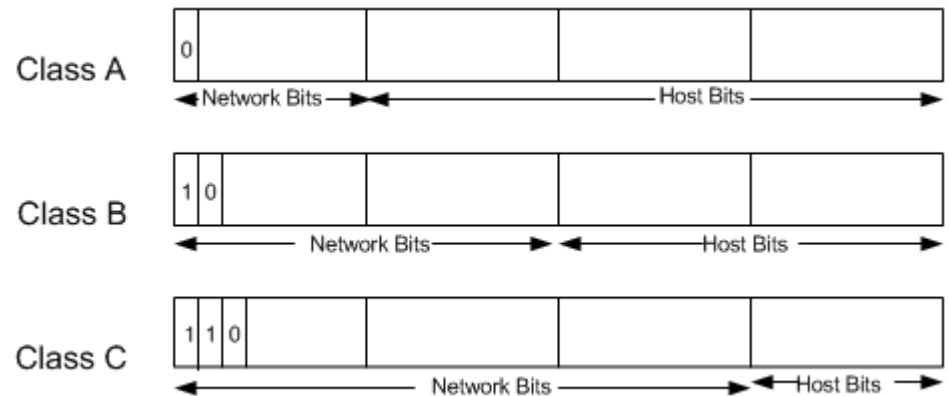 0
Class A
Network Bits Host Bits
1 0
Class B
Network Bits Host Bits
1 1 0
Class C
Network Bits Host Bits